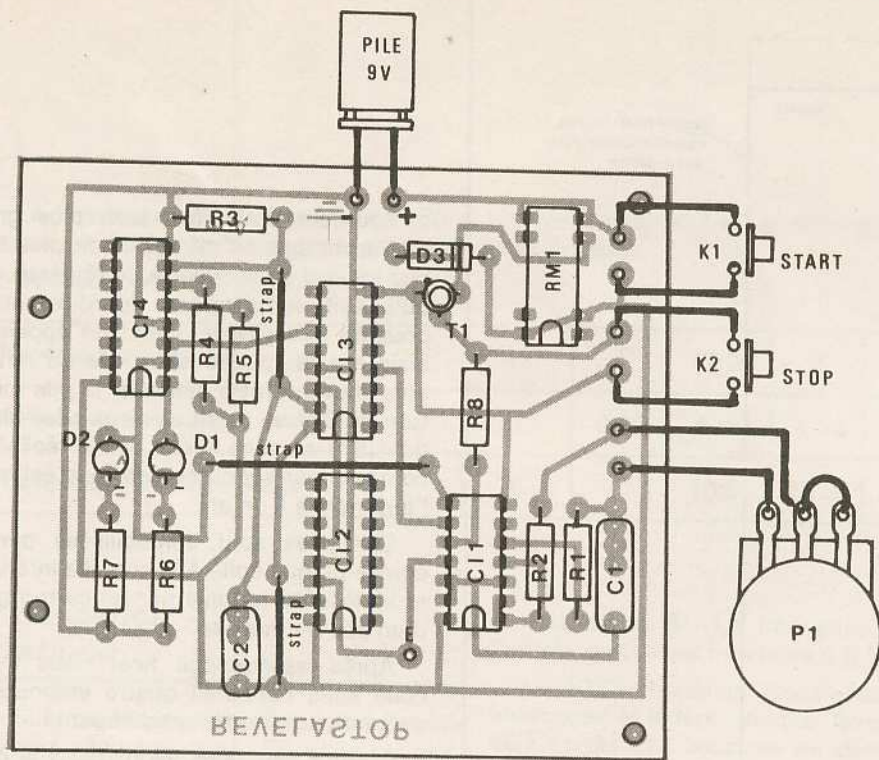 PILE
9V
R3
+
-
D3
RM1
K1
START
CI4
R4
R5
strap
CI3
T1
K2
STOP
R8
D2
D1
strap
R7
R6
CI2
CI1
R2
R1
C1
C2
strap
E
P1
REVELASTOP